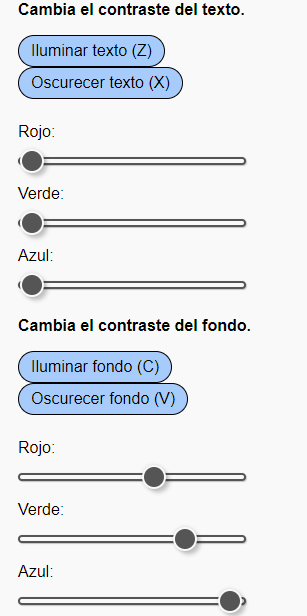 Cambia el contraste del texto.
Iluminar texto (Z)
Oscurecer texto (X)
Rojo:
Verde:
Azul:
Cambia el contraste del fondo.
Iluminar fondo (C)
Oscurecer fondo (V)
Rojo:
Verde:
Azul: